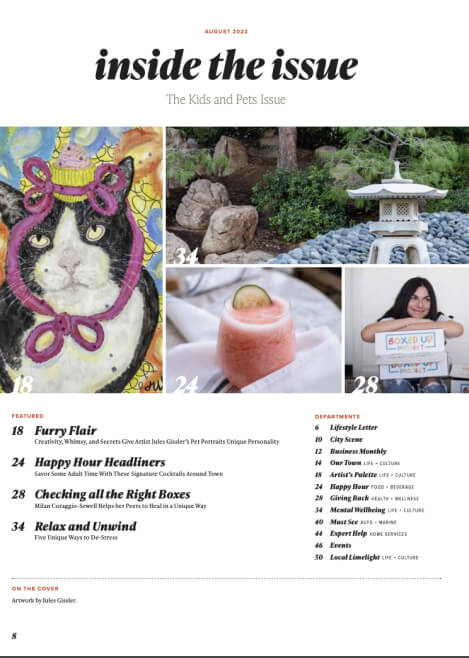 AUGUST 2022
inside the issue
The Kids and Pets Issue
34
18
24
BOXED UP
PROJECT
28
FEATURED
18 Furry Flair
Creativity, Whimsy, and Secrets Give Artist Jules Gissler's Pet Portraits Unique Personality
24 Happy Hour Headliners
Savor Some Adult Time With These Signature Cocktails Around Town
28 Checking all the Right Boxes
Milan Coraggio-Sewell Helps her Peers to Heal in a Unique Way
34 Relax and Unwind
Five Unique Ways to De-Stress
DEPARTMENTS
6 Lifestyle Letter
10 City Scene
12 Business Monthly
14 Our Town LIFE + CULTURE
18 Artist's Palette LIFE + CULTURE
24 Happy Hour FOOD + BEVERAGE
28 Giving Back HEALTH + WELLNESS
34 Mental Wellbeing LIFE + CULTURE
40 Must See AUTO + MARINE
44 Expert Help HOME SERVICES
46 Events
50 Local Limelight LIFE + CULTURE
ON THE COVER
Artwork by Jules Gissler.
8